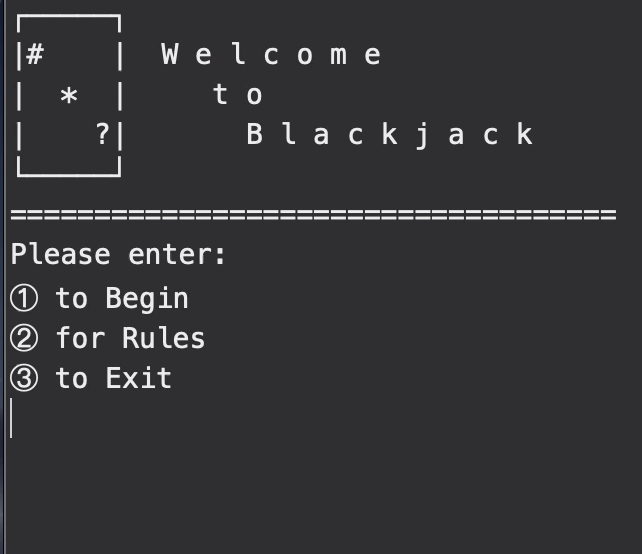 ┌─────┐
|#    |  W e l c o m e
|  *  |     t o
|    ?|       B l a c k j a c k
└─────┘
====================================
Please enter:
① to Begin
② for Rules
③ to Exit